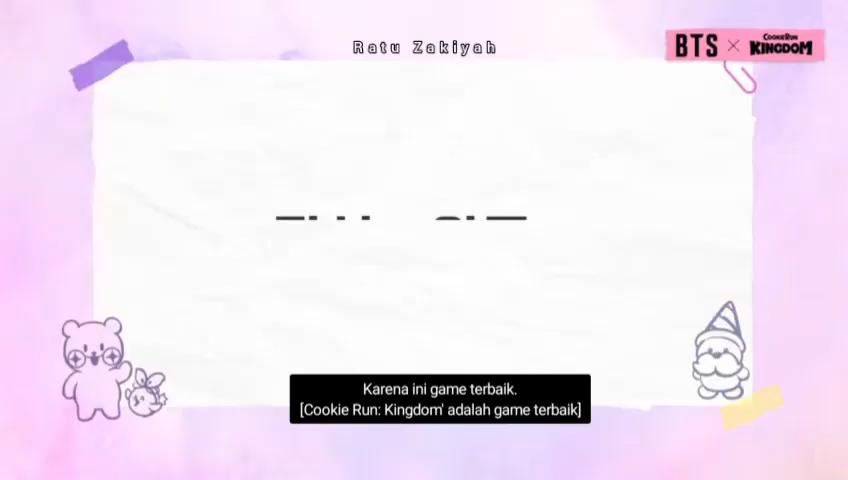 Ratu Zakiyah
BTS × COOKIERUN KINGDOM
Karena ini game terbaik.
[Cookie Run: Kingdom' adalah game terbaik]